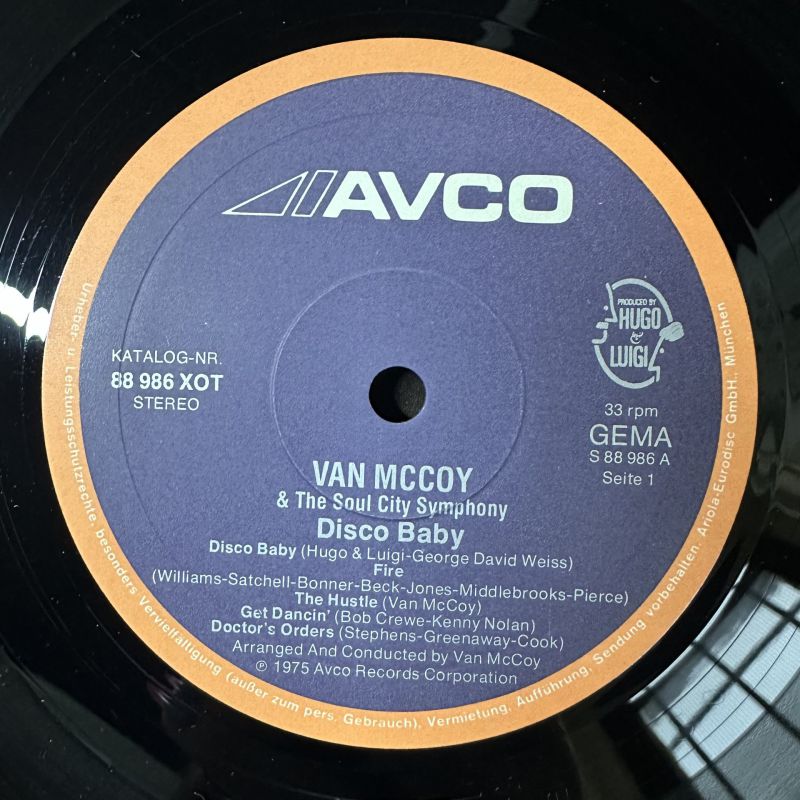 AVCO
PRODUCED BY
HUGO
&
LUIGI
KATALOG-NR.
88 986 XOT
STEREO
33 rpm
GEMA
S 88 986 A
Seite 1
VAN MCCOY
& The Soul City Symphony
Disco Baby
Disco Baby (Hugo & Luigi-George David Weiss)
Fire
(Williams-Satchell-Bonner-Beck-Jones-Middlebrooks-Pierce)
The Hustle (Van McCoy)
Get Dancin' (Bob Crewe-Kenny Nolan)
Doctor's Orders (Stephens-Greenaway-Cook)
Arranged And Conducted by Van McCoy
℗ 1975 Avco Records Corporation
Urheber- u. Leistungsschutzrechte, besonders Vervielfältigung (außer zum pers. Gebrauch), Vermietung, Aufführung, Sendung vorbehalten. Ariola-Eurodisc GmbH., München